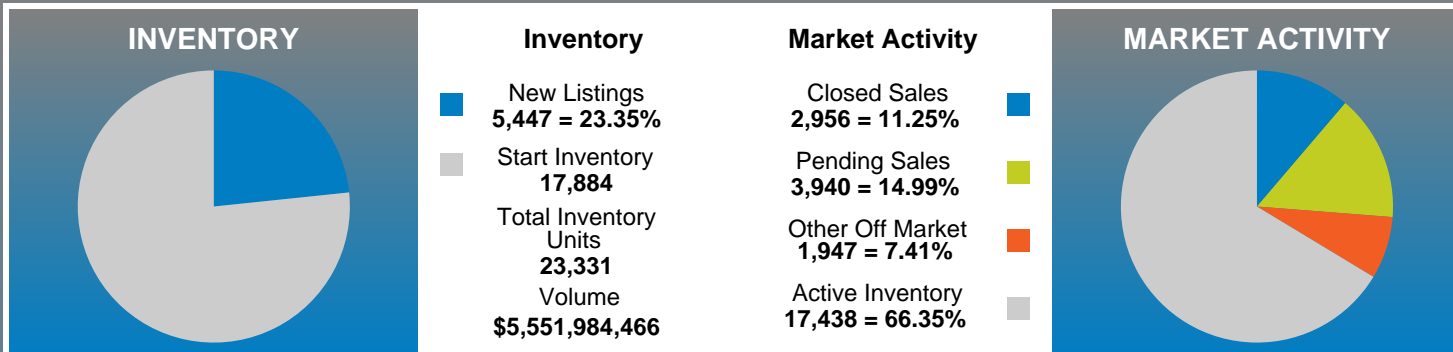 INVENTORY
Inventory
New Listings
5,447 = 23.35%
Start Inventory
17,884
Total Inventory
Units
23,331
Volume
$5,551,984,466
Market Activity
Closed Sales
2,956 = 11.25%
Pending Sales
3,940 = 14.99%
Other Off Market
1,947 = 7.41%
Active Inventory
17,438 = 66.35%
MARKET ACTIVITY